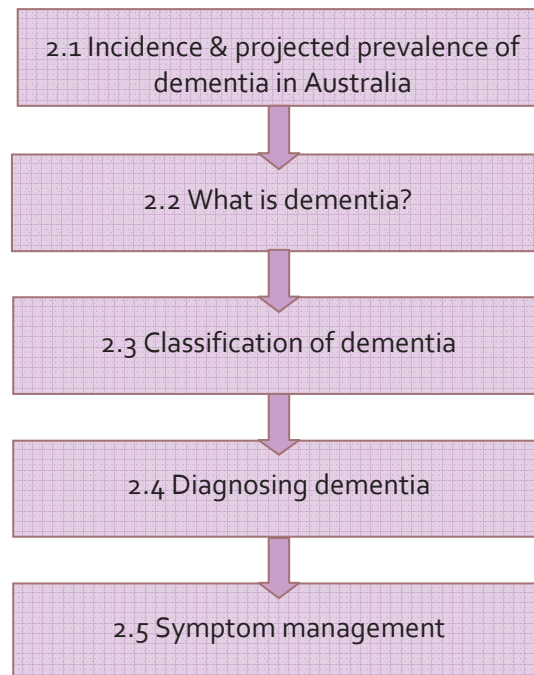 2.1 Incidence & projected prevalence of
dementia in Australia
2.2 What is dementia?
2.3 Classification of dementia
2.4 Diagnosing dementia
2.5 Symptom management